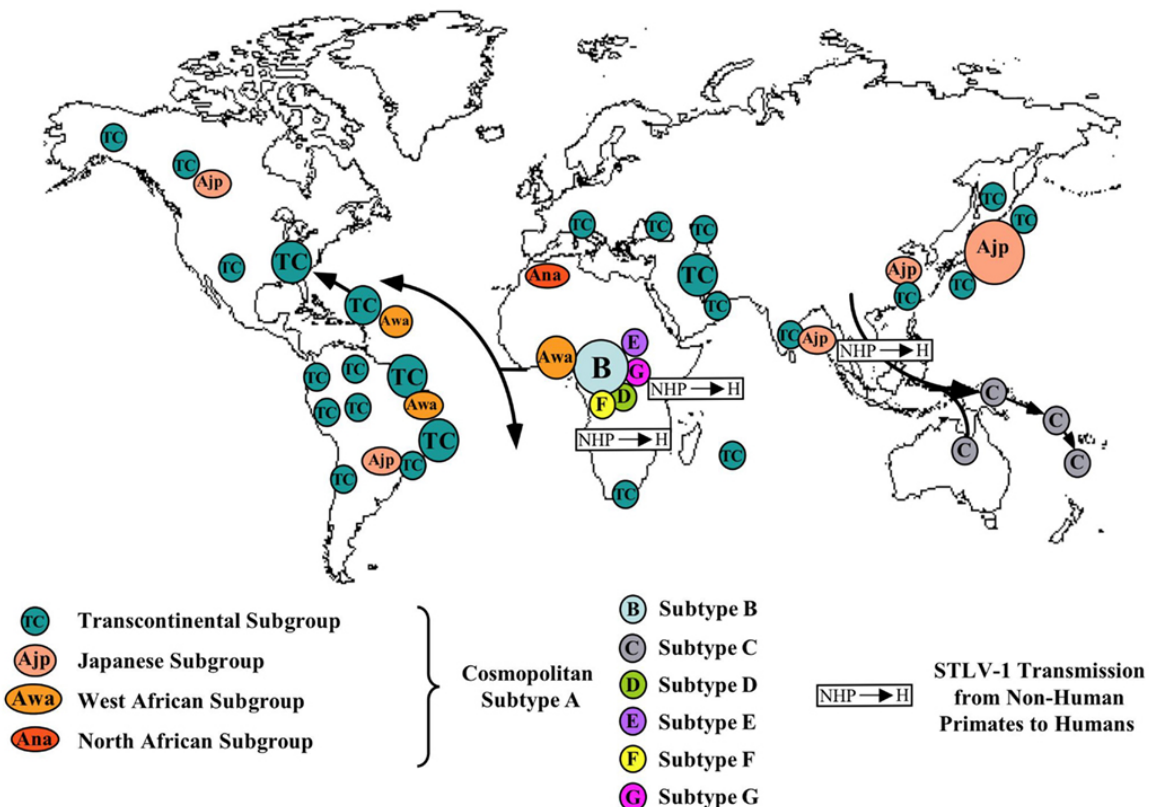 TC
TC
Ajp
TC
TC
TC
Awa
TC
TC
TC
Awa
TC
TC
TC
Ajp
TC
TC
TC
TC
TC
TC
TC
Ana
Awa
B
E
G
D
F
NHP → H
NHP → H
TC
TC
TC
TC
Ajp
TC
Ajp
TC
TC
Ajp
NHP → H
C
C
C
C
TC Transcontinental Subgroup
Ajp Japanese Subgroup
Awa West African Subgroup
Ana North African Subgroup
Cosmopolitan
Subtype A
B Subtype B
C Subtype C
D Subtype D
E Subtype E
F Subtype F
G Subtype G
NHP → H
STLV-1 Transmission
from Non-Human
Primates to Humans